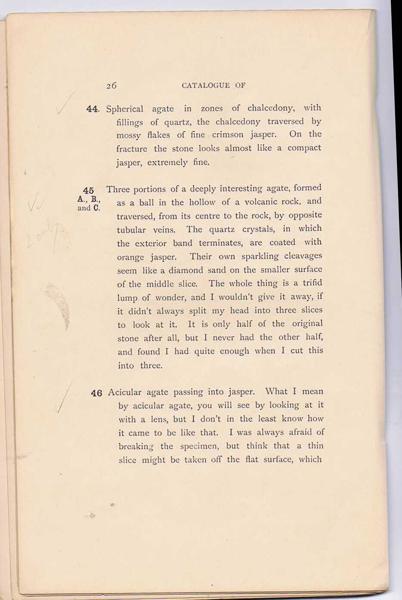 26 CATALOGUE OF
44. Spherical agate in zones of chalcedony, with
fillings of quartz, the chalcedony traversed by
mossy flakes of fine crimson jasper. On the
fracture the stone looks almost like a compact
jasper, extremely fine.
45 Three portions of a deeply interesting agate, formed
A., B., as a ball in the hollow of a volcanic rock, and
and C. traversed, from its centre to the rock, by opposite
tubular veins. The quartz crystals, in which
the exterior band terminates, are coated with
orange jasper. Their own sparkling cleavages
seem like a diamond sand on the smaller surface
of the middle slice. The whole thing is a trifid
lump of wonder, and I wouldn't give it away, if
it didn't always split my head into three slices
to look at it. It is only half of the original
stone after all, but I never had the other half,
and found I had quite enough when I cut this
into three.
46 Acicular agate passing into jasper. What I mean
by acicular agate, you will see by looking at it
with a lens, but I don't in the least know how
it came to be like that. I was always afraid of
breaking the specimen, but think that a thin
slice might be taken off the flat surface, which